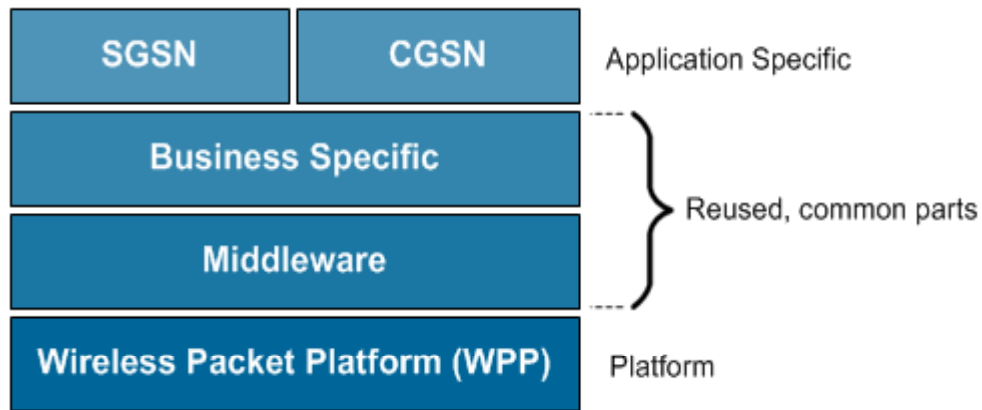 SGSN CGSN Application Specific
Business Specific
Reused, common parts
Middleware
Wireless Packet Platform (WPP) Platform